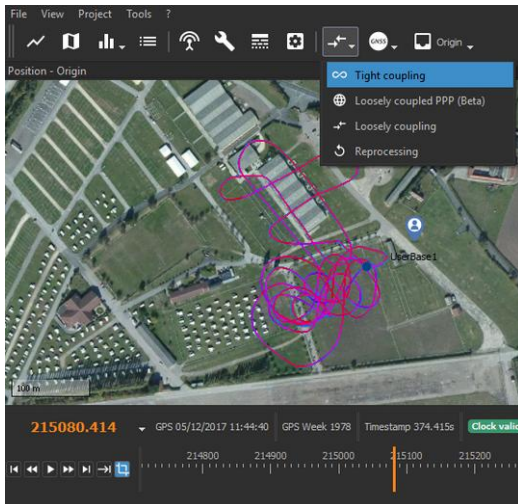 File View Project Tools ?
GNSS Origin
Position - Origin
Tight coupling
Loosely coupled PPP (Beta)
Loosely coupling
Reprocessing
UserBase1
100 m
215080.414 GPS 05/12/2017 11:44:40 GPS Week 1978 Timestamp 374.415s Clock valid
214800 214900 215000 215100 215200